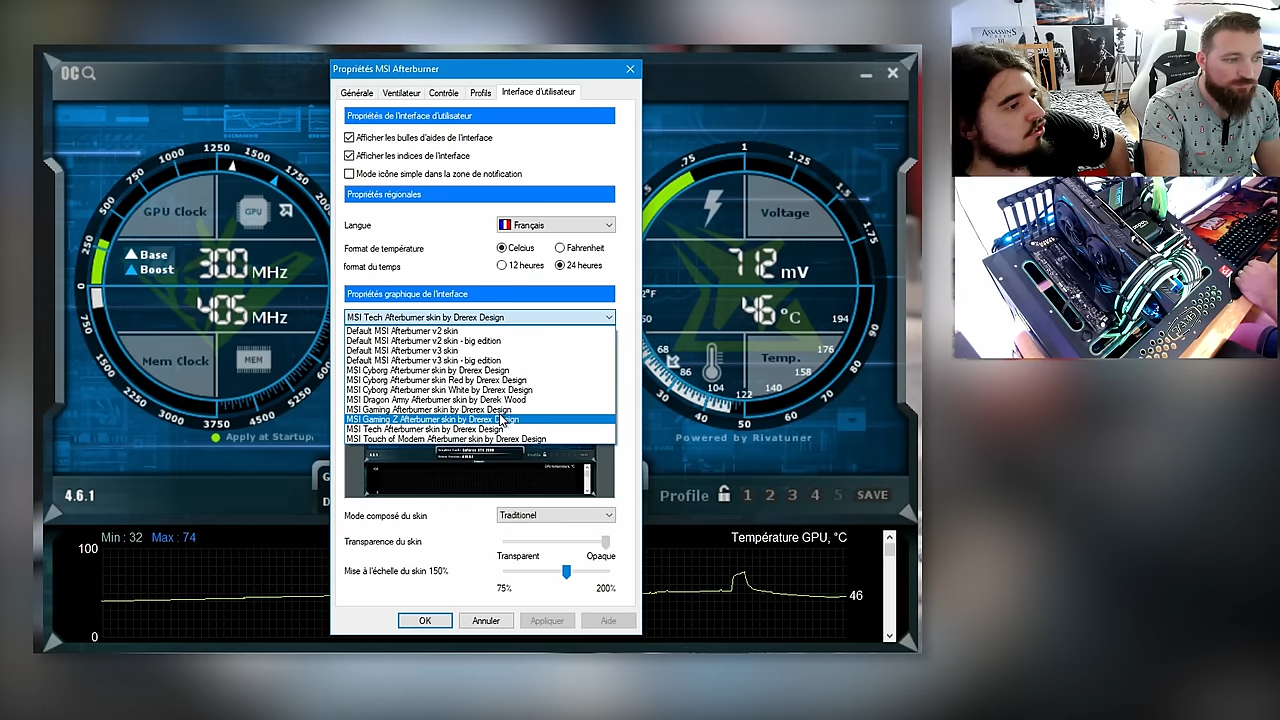 OC
Propriétés MSI Afterburner
Générale Ventilateur Contrôle Profils Interface d'utilisateur
Propriétés de l'interface d'utilisateur
Afficher les bulles d'aides de l'interface
Afficher les indices de l'interface
Mode icône simple dans la zone de notification
Propriétés régionales
Langue Français
Format de température Celcius Fahrenheit
format du temps 12 heures 24 heures
Propriétés graphique de l'interface
MSI Tech Afterburner skin by Drerex Design
Default MSI Afterburner v2 skin
Default MSI Afterburner v2 skin - big edition
Default MSI Afterburner v3 skin
Default MSI Afterburner v3 skin - big edition
MSI Cyborg Afterburner skin by Drerex Design
MSI Cyborg Afterburner skin Red by Drerex Design
MSI Cyborg Afterburner skin White by Drerex Design
MSI Dragon Army Afterburner skin by Derek Wood
MSI Gaming Afterburner skin by Drerex Design
MSI Gaming Z Afterburner skin by Drerex Design
MSI Tech Afterburner skin by Drerex Design
MSI Touch of Modern Afterburner skin by Drerex Design
Mode composé du skin Traditionel
Transparence du skin
Transparent Opaque
Mise à l'échelle du skin 150%
75% 200%
OK Annuler Appliquer Aide
0 250 500 750 1000 1250 1500 1750
GPU Clock GPU
Base
Boost
300 MHz
405 MHz
Mem Clock MEM
750 1500 2250 3000 3750 4500 5250
Apply at Startup
.75 1 1.25 1.5 1.75
Voltage
712 mV
46 °C
Temp.
68 86 104 122 140 158 176 194
30 40 50 60 70 80 90
Powered by Rivatuner
4.6.1
Profile 1 2 3 4 5 SAVE
Min : 32 Max : 74
Température GPU, °C
100
46
0
ASSASSIN'S